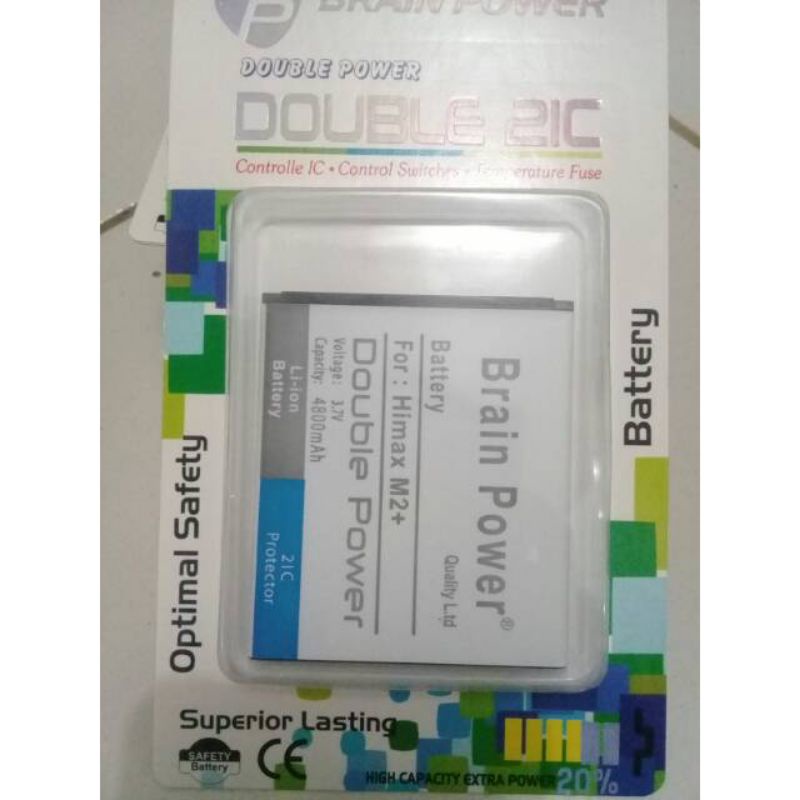 BRAIN POWER
DOUBLE POWER
DOUBLE 2IC
Controlle IC • Control Switches • Temperature Fuse
Brain Power®
Quality Ltd
Battery
For : Himax M2+
Double Power
Voltage : 3.7V
Capacity: 4800mAh
Li-ion
Battery
2IC
Protector
Optimal Safety
Battery
Superior Lasting
SAFETY
Battery
CE
HIGH CAPACITY EXTRA POWER 20%